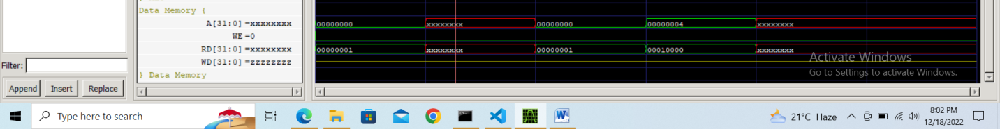 Data Memory {
A[31:0] =xxxxxxxx 00000000 xxxxxxxx 00000000 00000004 xxxxxxxx
WE =0
RD[31:0] =xxxxxxxx 00000001 xxxxxxxx 00000001 00010000 xxxxxxxx
WD[31:0] =zzzzzzzz
} Data Memory
Filter:
Append Insert Replace
Activate Windows
Go to Settings to activate Windows.
Type here to search
21°C Haze
8:02 PM
12/18/2022